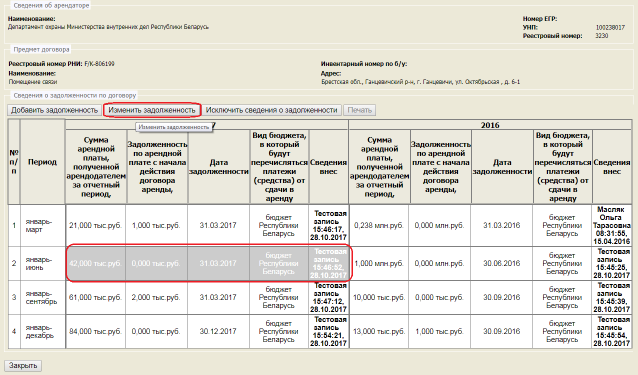 Сведения об арендаторе
Наименование:
Департамент охраны Министерства внутренних дел Республики Беларусь
Номер ЕГР:
УНП: 100238017
Реестровый номер: 3230
Предмет договора
Реестровый номер РНИ: F/K-806199
Инвентарный номер по б/у:
Наименование:
Помещение связи
Адрес:
Брестская обл., Ганцевичский р-н, г. Ганцевичи, ул. Октябрьская , д. 6-1
Сведения о задолженности по договору
Добавить задолженность Изменить задолженность Исключить сведения о задолженности Печать
Изменить задолженность
7 2016
№ п/п Период Сумма арендной платы, полученной арендодателем за отчетный период, Задолженность по арендной плате с начала действия договора аренды, Дата задолженности Вид бюджета, в который будут перечисляться платежи (средства) от сдачи в аренду Сведения внес Сумма арендной платы, полученной арендодателем за отчетный период, Задолженность по арендной плате с начала действия договора аренды, Дата задолженности Вид бюджета, в который будут перечисляться платежи (средства) от сдачи в аренду Сведения внес
1 январь-март 21,000 тыс.руб. 1,000 тыс.руб. 31.03.2017 бюджет Республики Беларусь Тестовая запись 15:46:17, 28.10.2017 0,238 млн.руб. 0,000 млн.руб. 31.03.2016 бюджет Республики Беларусь Масляк Ольга Тарасовна 08:31:55, 15.04.2016
2 январь-июнь 42,000 тыс.руб. 0,000 тыс.руб. 31.03.2017 бюджет Республики Беларусь Тестовая запись 28.10.2017 1,000 млн.руб. 0,000 млн.руб. 30.06.2016 бюджет Республики Беларусь Тестовая запись 15:45:25, 28.10.2017
3 январь-сентябрь 61,000 тыс.руб. 2,000 тыс.руб. 31.03.2017 бюджет Республики Беларусь Тестовая запись 15:47:12, 28.10.2017 10,000 тыс.руб. 0,000 тыс.руб. 30.09.2016 бюджет Республики Беларусь Тестовая запись 15:45:39, 28.10.2017
4 январь-декабрь 84,000 тыс.руб. 0,000 тыс.руб. 30.12.2017 бюджет Республики Беларусь Тестовая запись 15:54:21, 28.10.2017 13,000 тыс.руб. 1,000 тыс.руб. 30.09.2016 бюджет Республики Беларусь Тестовая запись 15:45:54, 28.10.2017
Закрыть